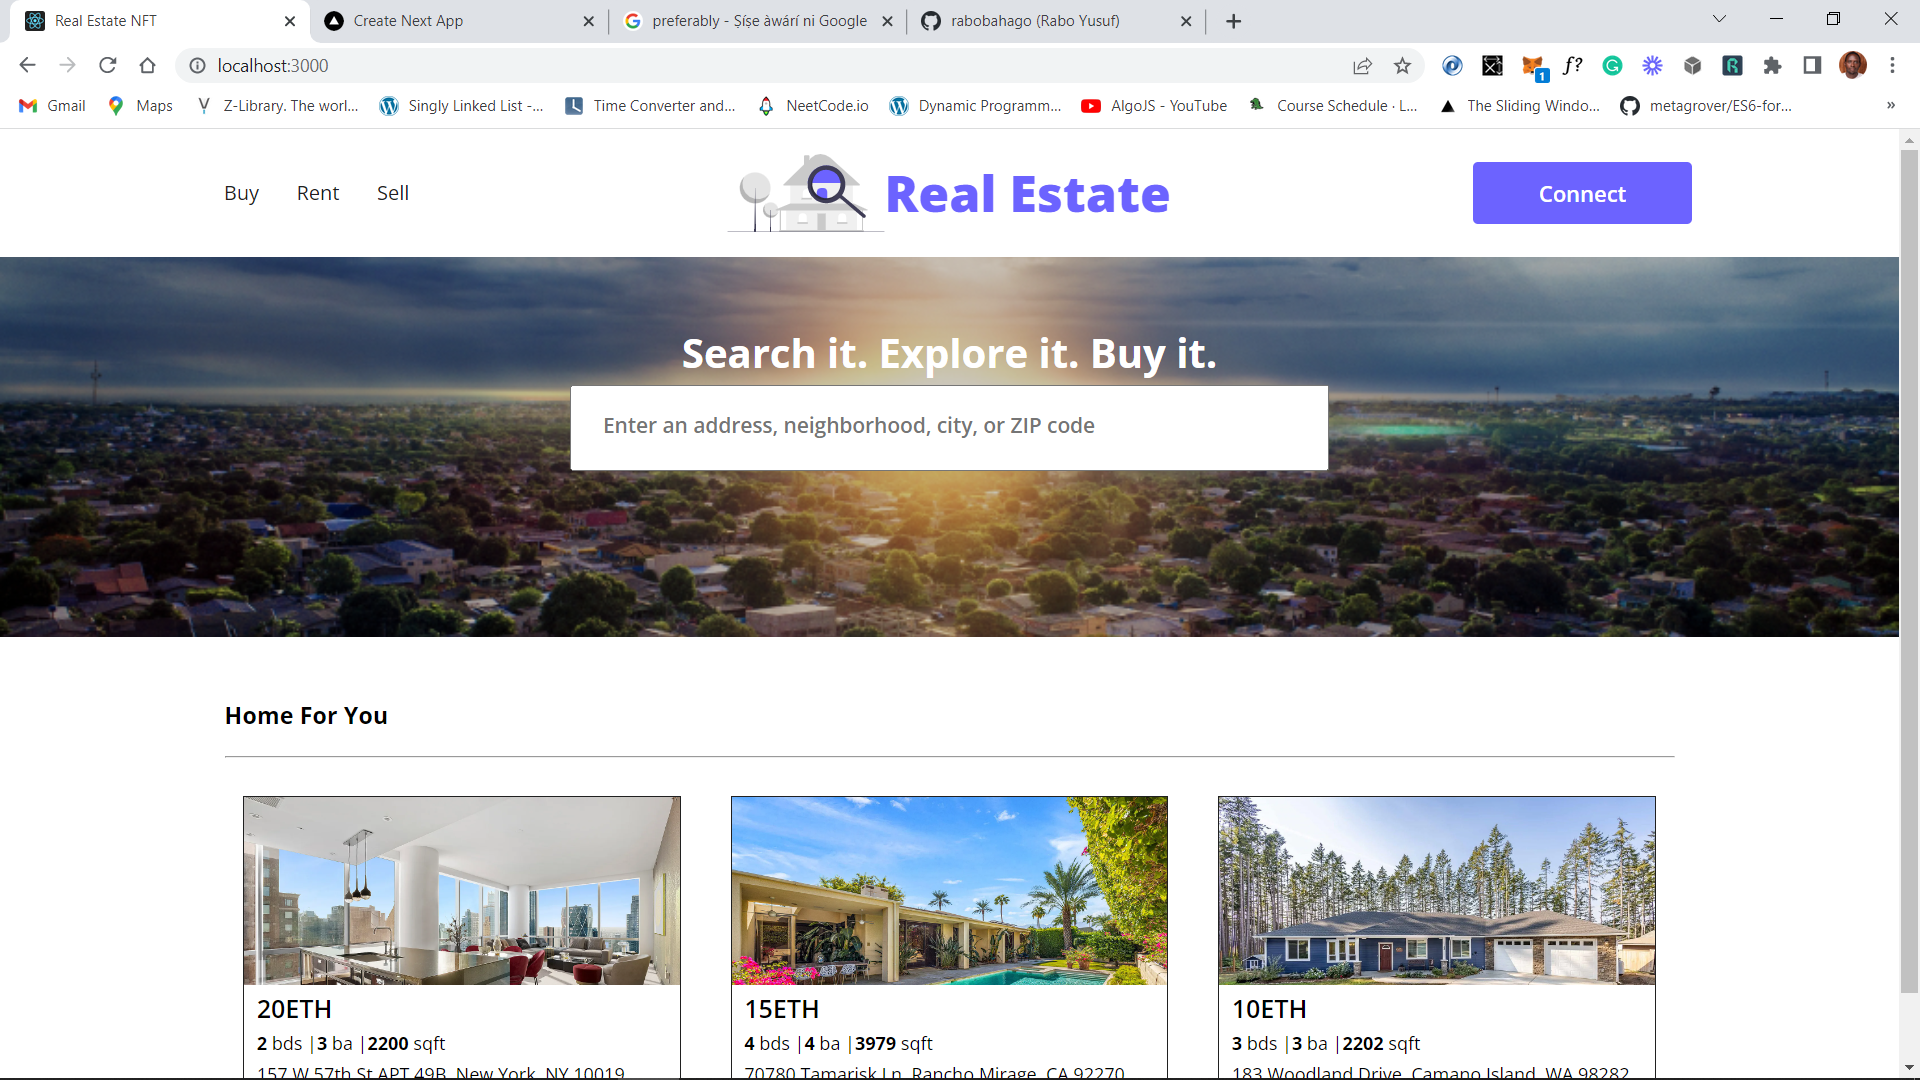 Real Estate NFT
Create Next App
preferably - Ṣíṣe àwárí ni Google
rabobahago (Rabo Yusuf)
localhost:3000
1
f?
Gmail
Maps
Z-Library. The worl...
Singly Linked List -...
Time Converter and...
NeetCode.io
Dynamic Programm...
AlgoJS - YouTube
Course Schedule · L...
The Sliding Windo...
metagrover/ES6-for...
»
Buy
Rent
Sell
Real Estate
Connect
Search it. Explore it. Buy it.
Enter an address, neighborhood, city, or ZIP code
Home For You
20ETH
2 bds |3 ba |2200 sqft
157 W 57th St APT 49B, New York, NY 10019
15ETH
4 bds |4 ba |3979 sqft
70780 Tamarisk Ln, Rancho Mirage, CA 92270
10ETH
3 bds |3 ba |2202 sqft
183 Woodland Drive, Camano Island, WA 98282